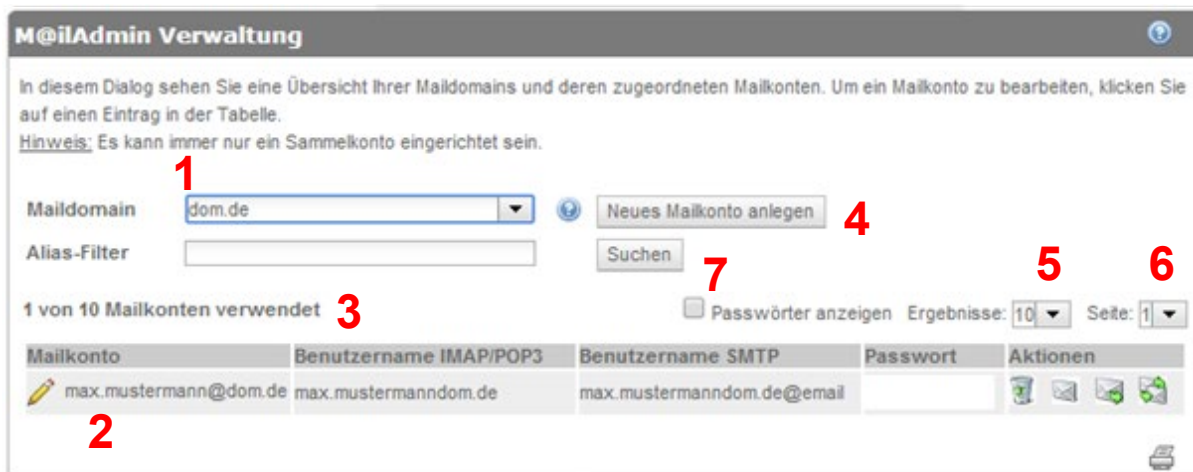 M@ilAdmin Verwaltung
In diesem Dialog sehen Sie eine Übersicht Ihrer Maildomains und deren zugeordneten Mailkonten. Um ein Mailkonto zu bearbeiten, klicken Sie
auf einen Eintrag in der Tabelle.
Hinweis: Es kann immer nur ein Sammelkonto eingerichtet sein.
1
Maildomain dom.de Neues Mailkonto anlegen 4
Alias-Filter Suchen
7 5 6
1 von 10 Mailkonten verwendet 3 Passwörter anzeigen Ergebnisse: 10 Seite: 1
Mailkonto Benutzername IMAP/POP3 Benutzername SMTP Passwort Aktionen
max.mustermann@dom.de max.mustermanndom.de max.mustermanndom.de@email
2